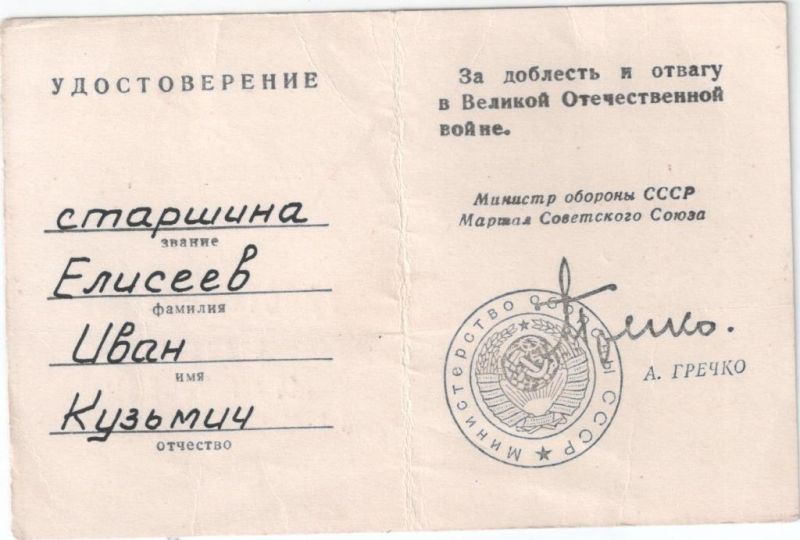 УДОСТОВЕРЕНИЕ
старшина
звание
Елисеев
фамилия
Иван
имя
Кузьмич
отчество
За доблесть и отвагу
в Великой Отечественной
войне.
Министр обороны СССР
Маршал Советского Союза
Гречко.
А. ГРЕЧКО
МИНИСТЕРСТВО ОБОРОНЫ СССР